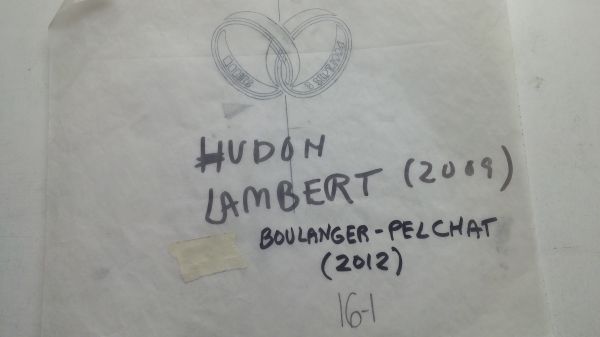 HUDON
LAMBERT (2009)
BOULANGER-PELCHAT
(2012)
16-1